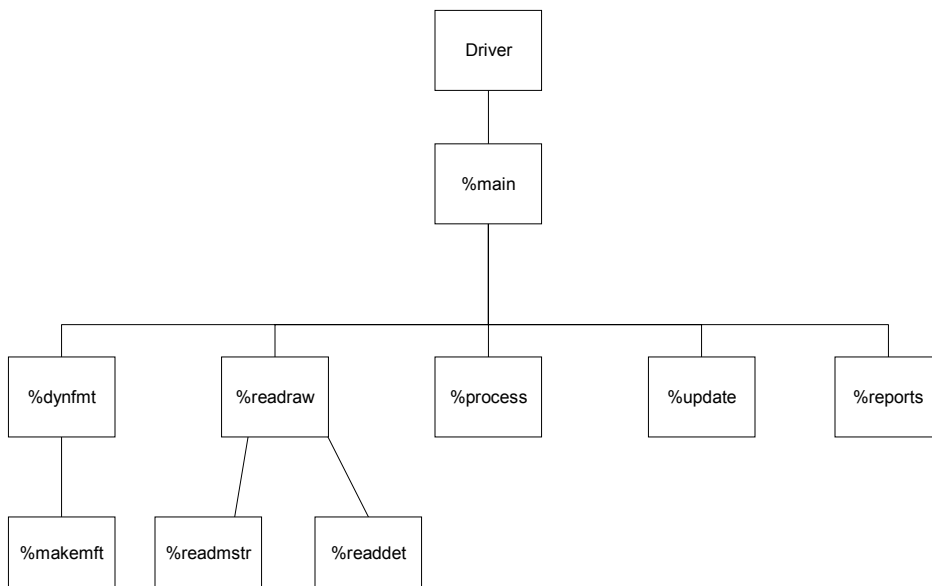 Driver
%main
%dynfmt
%readraw
%process
%update
%reports
%makemft
%readmstr
%readdet